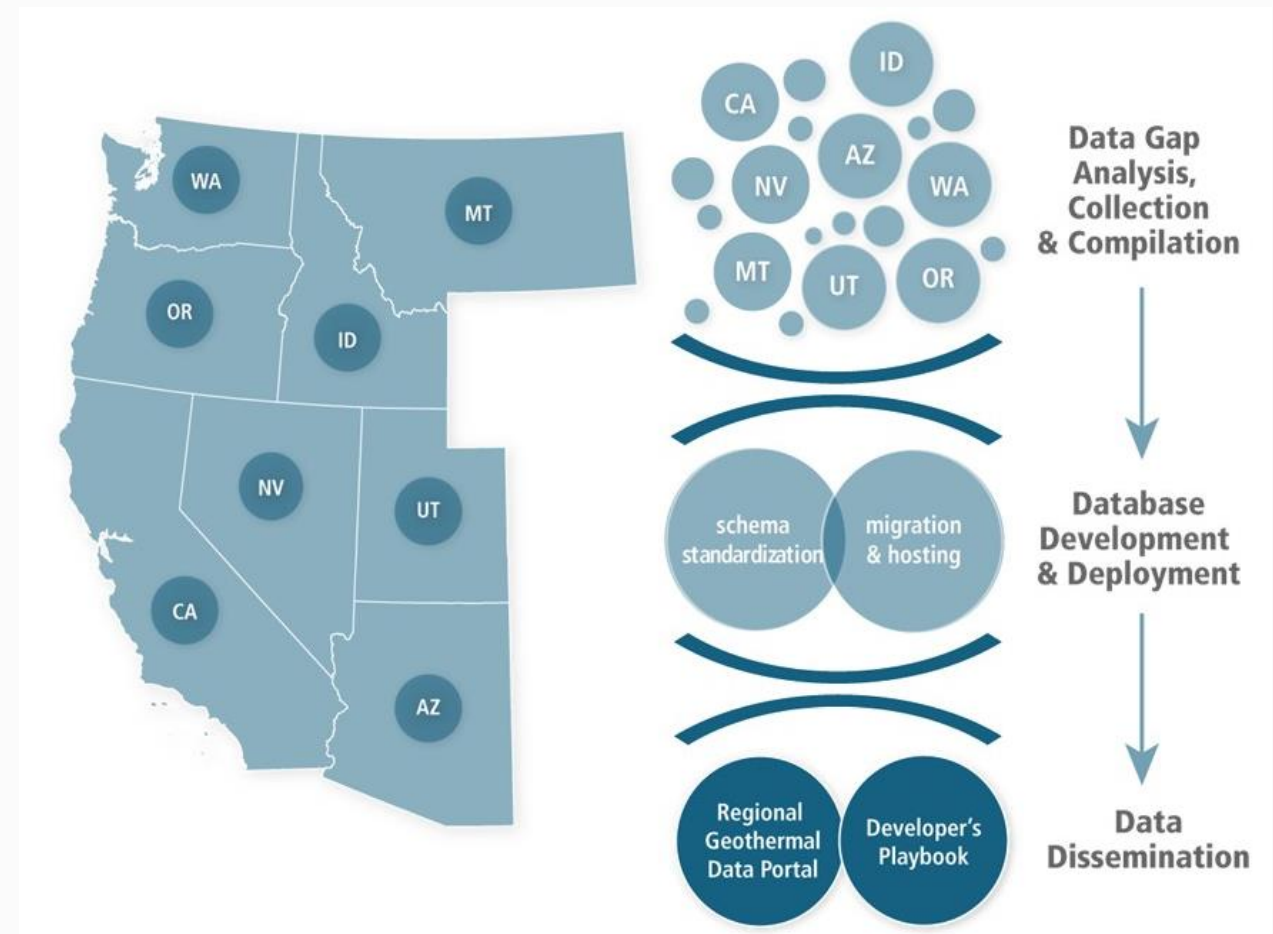 WA
MT
OR
ID
NV
UT
CA
AZ
ID
CA
AZ
NV
WA
MT
UT
OR
Data Gap
Analysis,
Collection
& Compilation
schema
standardization
migration
& hosting
Database
Development
& Deployment
Regional
Geothermal
Data Portal
Developer's
Playbook
Data
Dissemination